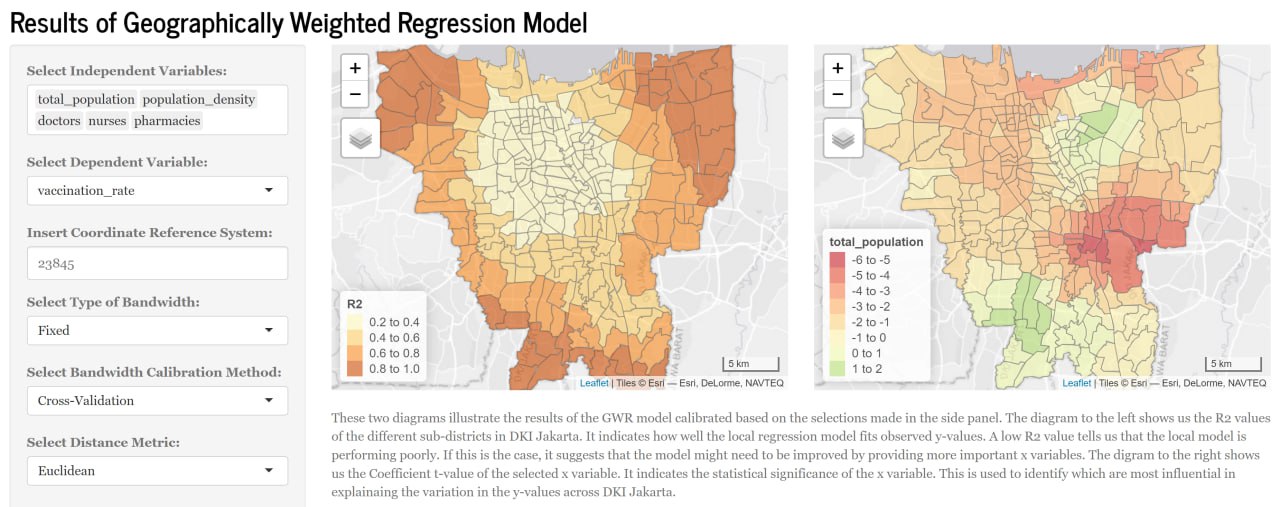 Results of Geographically Weighted Regression Model
Select Independent Variables:
total_population population_density
doctors nurses pharmacies
Select Dependent Variable:
vaccination_rate
Insert Coordinate Reference System:
23845
Select Type of Bandwidth:
Fixed
Select Bandwidth Calibration Method:
Cross-Validation
Select Distance Metric:
Euclidean
+
−
R2
0.2 to 0.4
0.4 to 0.6
0.6 to 0.8
0.8 to 1.0
WA BARAT
5 km
Leaflet | Tiles © Esri — Esri, DeLorme, NAVTEQ
+
−
total_population
-6 to -5
-5 to -4
-4 to -3
-3 to -2
-2 to -1
-1 to 0
0 to 1
1 to 2
WA BARAT
5 km
Leaflet | Tiles © Esri — Esri, DeLorme, NAVTEQ
These two diagrams illustrate the results of the GWR model calibrated based on the selections made in the side panel. The diagram to the left shows us the R2 values
of the different sub-districts in DKI Jakarta. It indicates how well the local regression model fits observed y-values. A low R2 value tells us that the local model is
performing poorly. If this is the case, it suggests that the model might need to be improved by providing more important x variables. The digram to the right shows
us the Coefficient t-value of the selected x variable. It indicates the statistical significance of the x variable. This is used to identify which are most influential in
explainaing the variation in the y-values across DKI Jakarta.